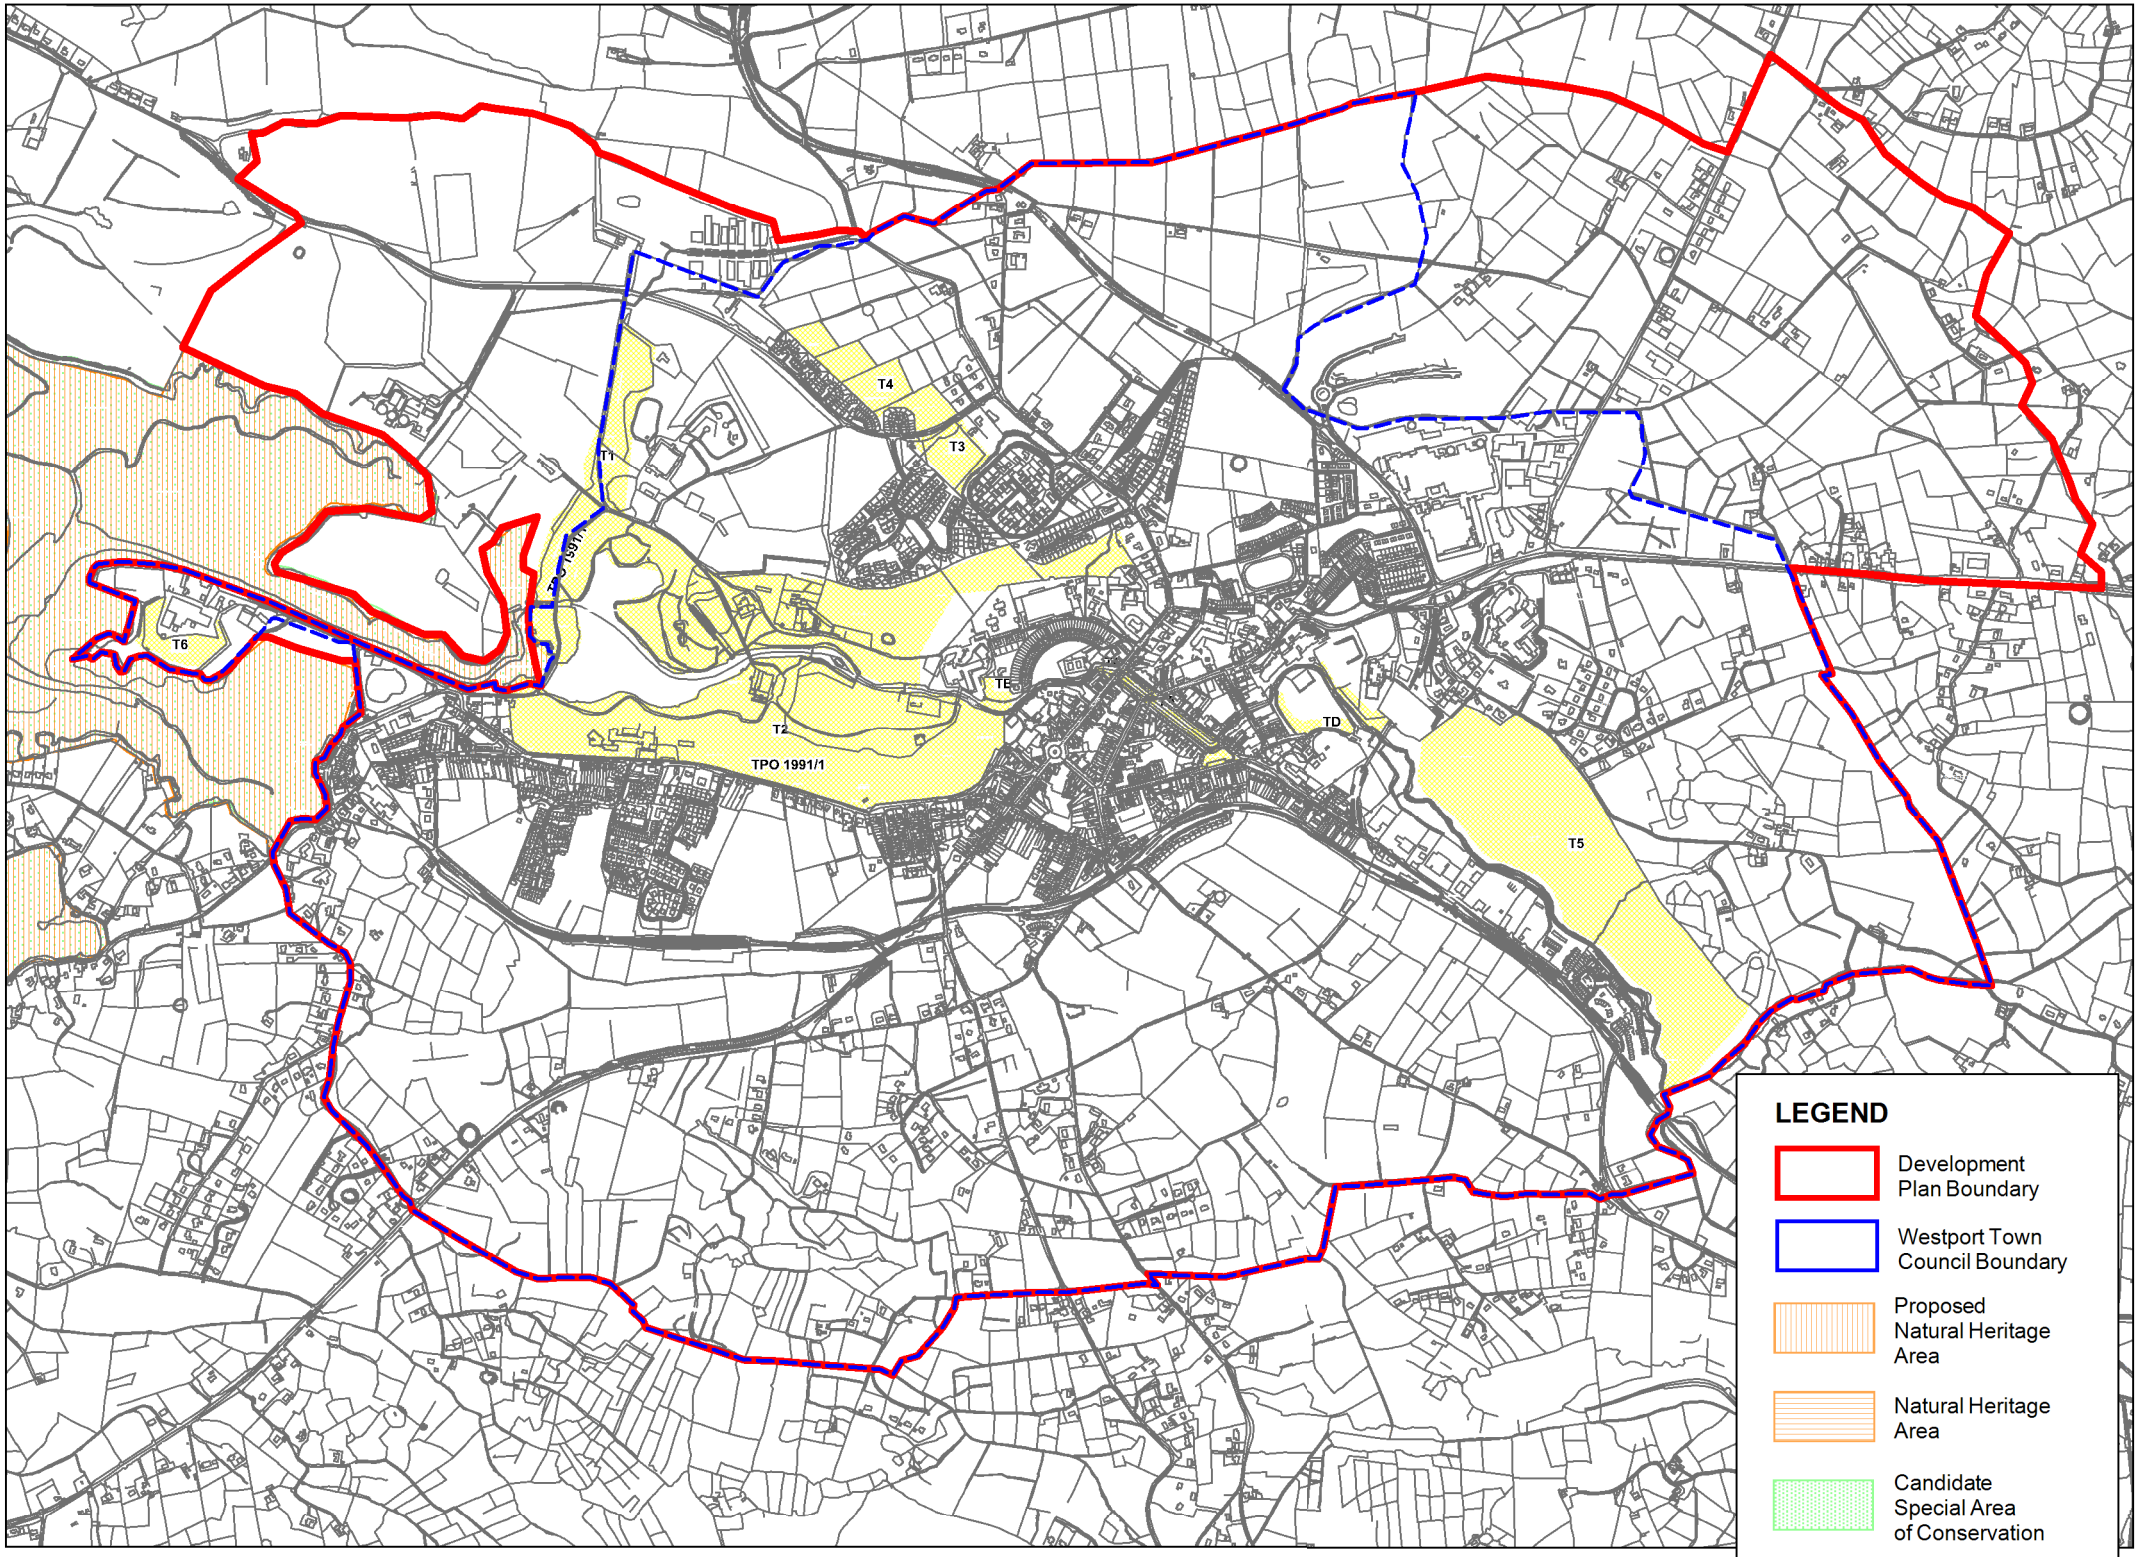 T4
T3
T1
TPO 1991/1
T6
TE
T2
TD
TPO 1991/1
T5
LEGEND
Development
Plan Boundary
Westport Town
Council Boundary
Proposed
Natural Heritage
Area
Natural Heritage
Area
Candidate
Special Area
of Conservation